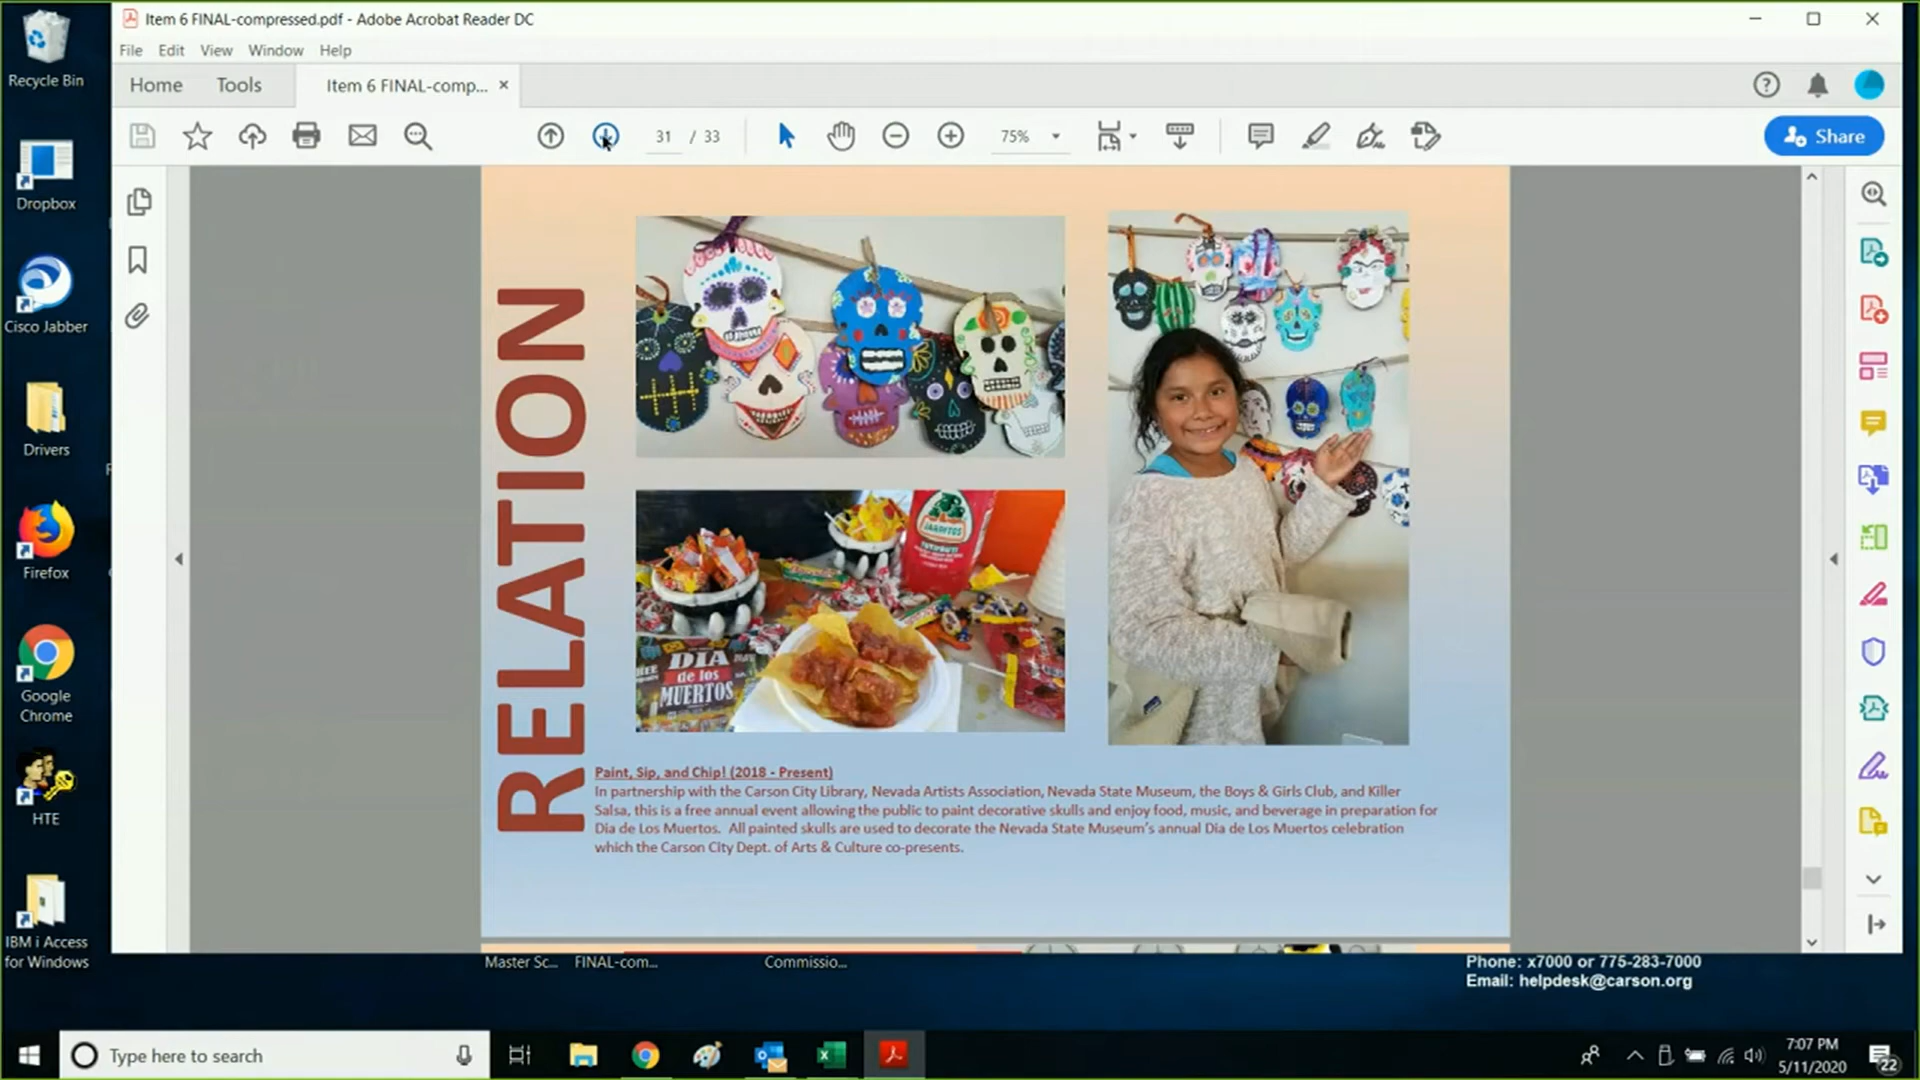 Item 6 FINAL-compressed.pdf - Adobe Acrobat Reader DC
File Edit View Window Help
Home Tools Item 6 FINAL-comp... ×
31 / 33 75% Share
Recycle Bin
Dropbox
Cisco Jabber
Drivers
Firefox
Google
Chrome
HTE
IBM i Access
for Windows
RELATION
JARRITOS
DIA
de los
MUERTOS
Paint, Sip, and Chip! (2018 - Present)
In partnership with the Carson City Library, Nevada Artists Association, Nevada State Museum, the Boys & Girls Club, and Killer
Salsa, this is a free annual event allowing the public to paint decorative skulls and enjoy food, music, and beverage in preparation for
Dia de Los Muertos. All painted skulls are used to decorate the Nevada State Museum's annual Dia de Los Muertos celebration
which the Carson City Dept. of Arts & Culture co-presents.
Master Sc... FINAL-com... Commissio...
Phone: x7000 or 775-283-7000
Email: helpdesk@carson.org
Type here to search
7:07 PM
5/11/2020
22